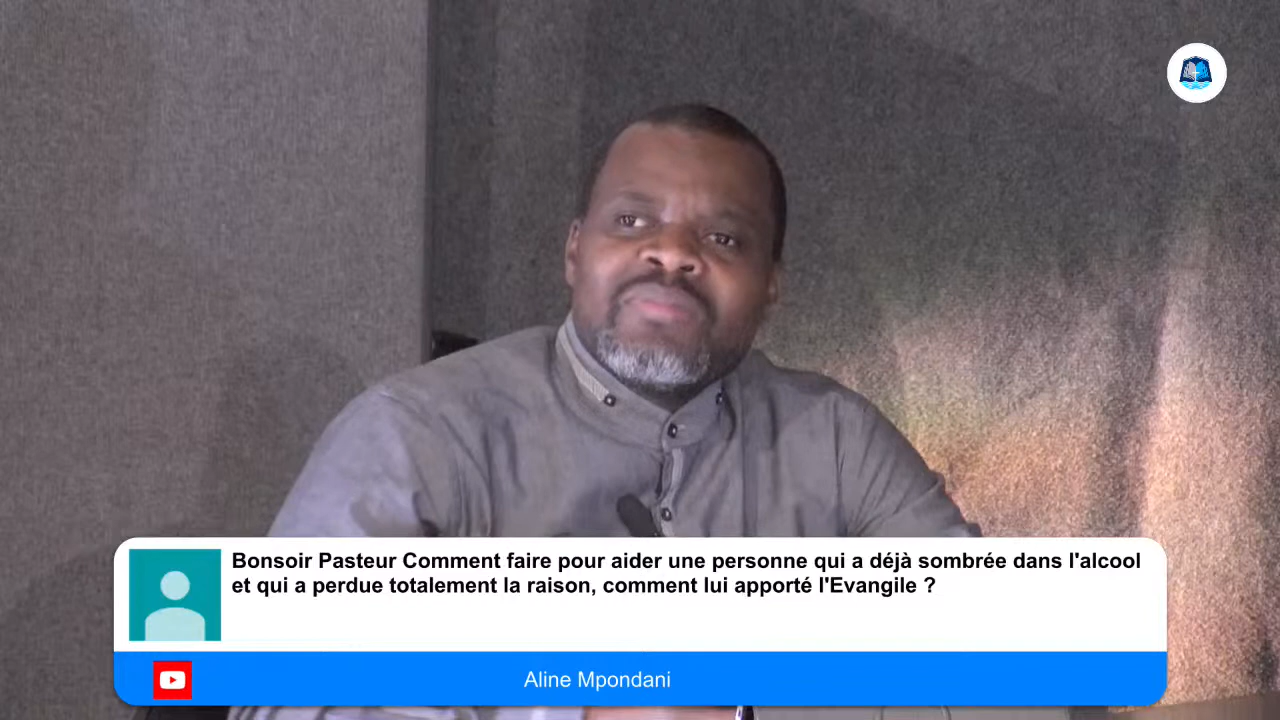 Bonsoir Pasteur Comment faire pour aider une personne qui a déjà sombrée dans l'alcool
et qui a perdue totalement la raison, comment lui apporté l'Evangile ?
Aline Mpondani